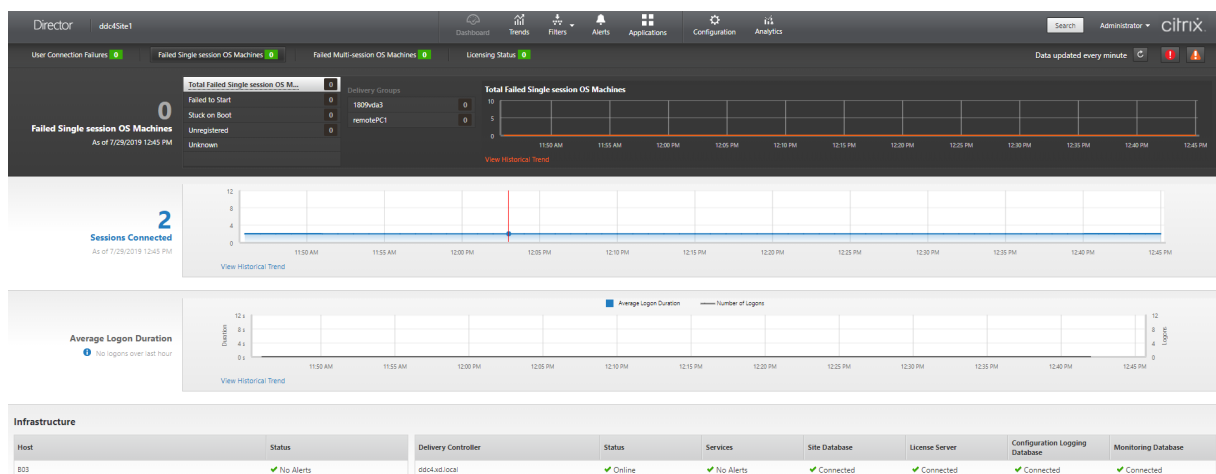 Director ddc4Site1 Dashboard Trends Filters Alerts Applications Configuration Analytics Search Administrator citrix
User Connection Failures 0 Failed Single session OS Machines 0 Failed Multi-session OS Machines 0 Licensing Status 0 Data updated every minute
0
Failed Single session OS Machines
As of 7/29/2019 12:45 PM
Total Failed Single session OS M... 0
Failed to Start 0
Stuck on Boot 0
Unregistered 0
Unknown
Delivery Groups
1809vda3 0
remotePC1 0
Total Failed Single session OS Machines
10
5
0
11:50 AM 11:55 AM 12:00 PM 12:05 PM 12:10 PM 12:15 PM 12:20 PM 12:25 PM 12:30 PM 12:35 PM 12:40 PM 12:45 PM
View Historical Trend
2
Sessions Connected
As of 7/29/2019 12:45 PM
12
8
4
0
11:50 AM 11:55 AM 12:00 PM 12:05 PM 12:10 PM 12:15 PM 12:20 PM 12:25 PM 12:30 PM 12:35 PM 12:40 PM 12:45 PM
View Historical Trend
Average Logon Duration
No logons over last hour
Average Logon Duration Number of Logons
Duration
12 s
8 s
4 s
0 s
12
8
4
0
Logons
11:50 AM 11:55 AM 12:00 PM 12:05 PM 12:10 PM 12:15 PM 12:20 PM 12:25 PM 12:30 PM 12:35 PM 12:40 PM 12:45 PM
View Historical Trend
Infrastructure
Host Status Delivery Controller Status Services Site Database License Server Configuration Logging Database Monitoring Database
B03 No Alerts ddc4.xd.local Online No Alerts Connected Connected Connected Connected